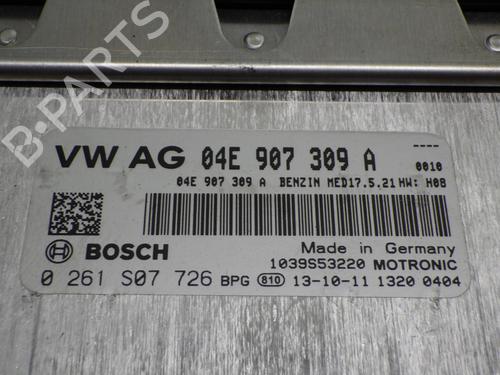 B-PARTS
VW AG 04E 907 309 A 0010
04E 907 309 A BENZIN MED17.5.21 HW: H08
BOSCH
Made in Germany
1039S53220 MOTRONIC
0 261 S07 726 BPG 810 13-10-11 1320 0404